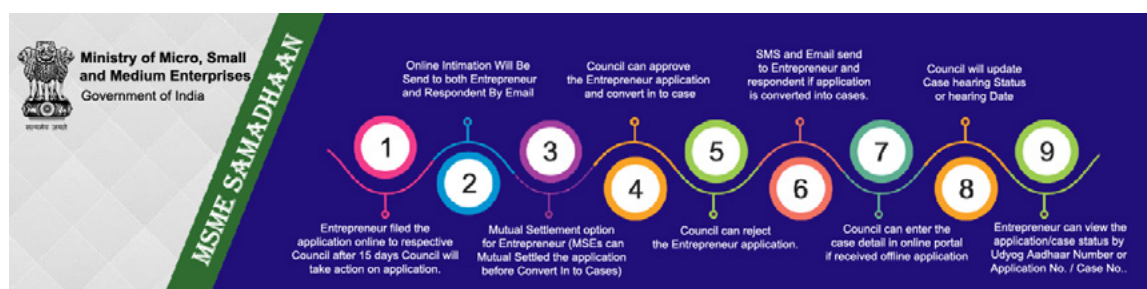 Ministry of Micro, Small
and Medium Enterprises
Government of India
सत्यमेव जयते
MSME SAMADHAAN
1
Entrepreneur filed the
application online to respective
Council after 15 days Council will
take action on application.
Online Intimation Will Be
Send to both Entrepreneur
and Respondent By Email
2
3
Mutual Settlement option
for Entrepreneur (MSEs can
Mutual Settled the application
before Convert In to Cases)
Council can approve
the Entrepreneur application
and convert in to case
4
5
Council can reject
the Entrepreneur application.
SMS and Email send
to Entrepreneur and
respondent if application
is converted into cases.
6
7
Council can enter the
case detail in online portal
if received offline application
Council will update
Case hearing Status
or hearing Date
8
9
Entrepreneur can view the
application/case status by
Udyog Aadhaar Number or
Application No. / Case No..